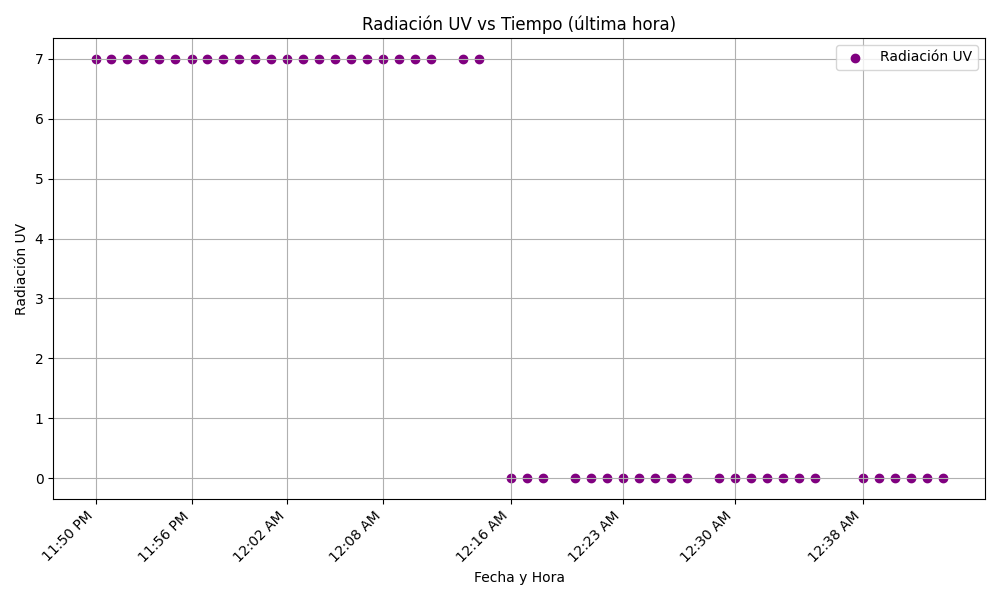 Radiación UV vs Tiempo (última hora)
Radiación UV
7
6
5
4
3
2
1
0
Radiación UV
11:50 PM
11:56 PM
12:02 AM
12:08 AM
12:16 AM
12:23 AM
12:30 AM
12:38 AM
Fecha y Hora